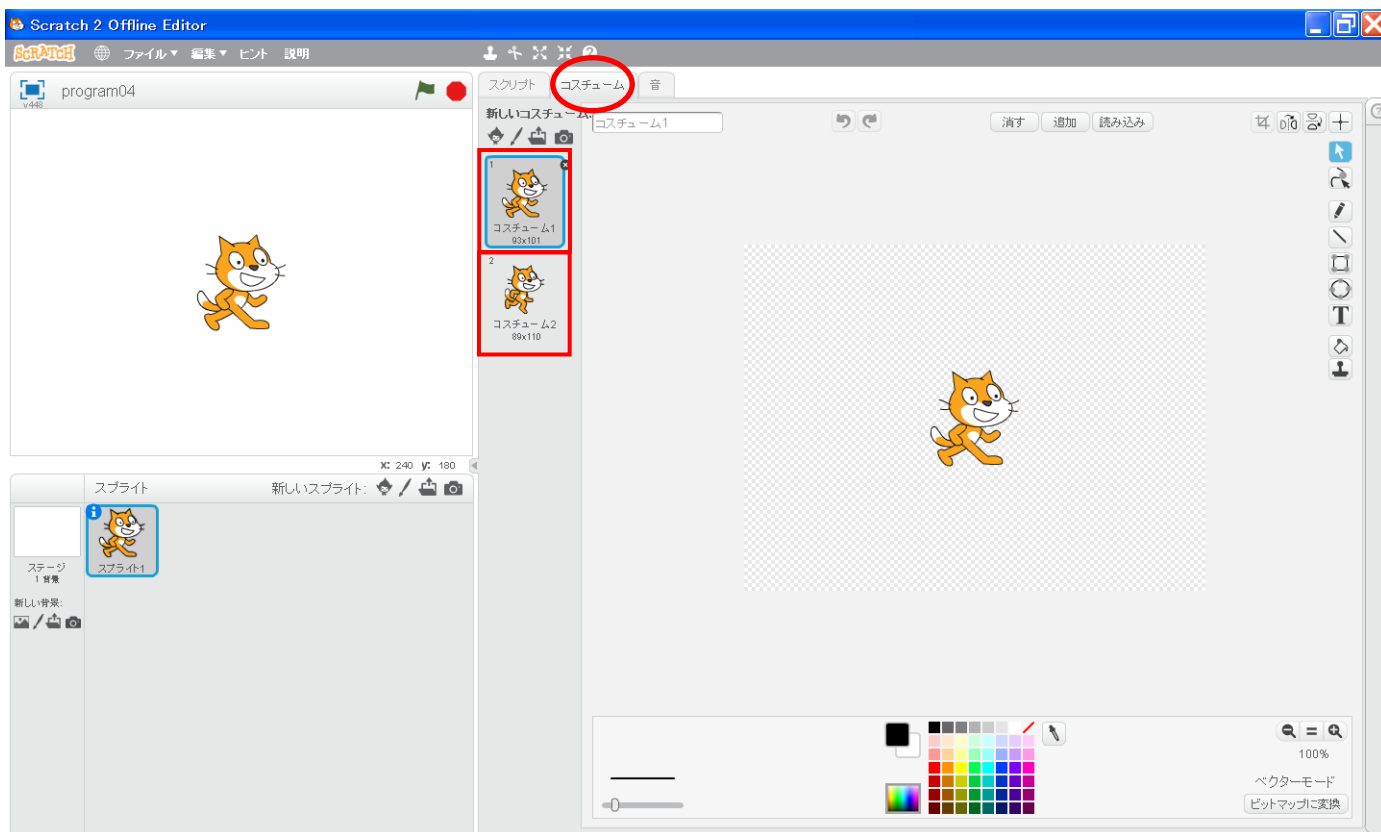 Scratch 2 Offline Editor
SCRATCH ファイル▼ 編集▼ ヒント 説明
v448
program04
スクリプト コスチューム 音
新しいコスチューム:
コスチューム1
消す 追加 読み込み
1
コスチューム1
93x101
2
コスチューム2
89x110
T
X: 240 y: 180
スプライト 新しいスプライト:
ステージ
1 背景
新しい背景:
スプライト1
100%
ベクターモード
ビットマップに変換